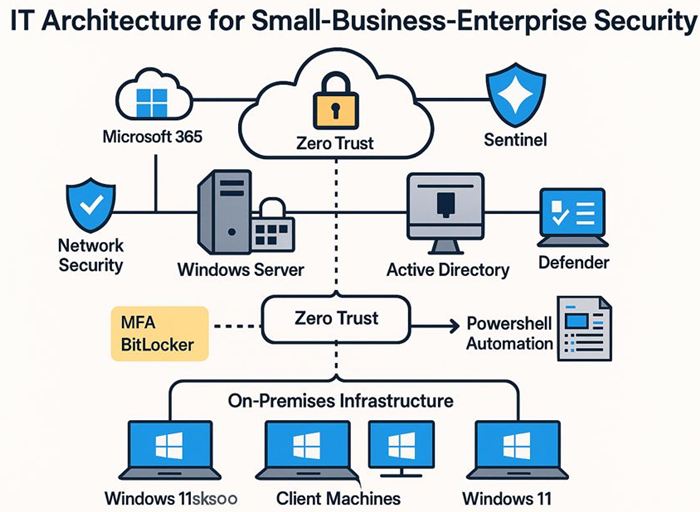 IT Architecture for Small-Business-Enterprise Security
Zero Trust
Microsoft 365
Sentinel
Network
Security
Windows Server
Active Directory
Defender
MFA
BitLocker
Zero Trust
Powershell
Automation
On-Premises Infrastructure
Windows 11sksoo
Client Machines
Windows 11